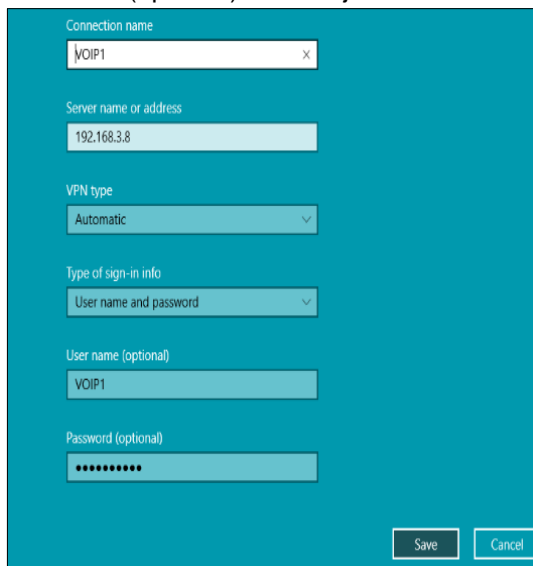 Connection name
VOIP1
Server name or address
192.168.3.8
VPN type
Automatic
Type of sign-in info
User name and password
User name (optional)
VOIP1
Password (optional)
••••••••••
Save
Cancel